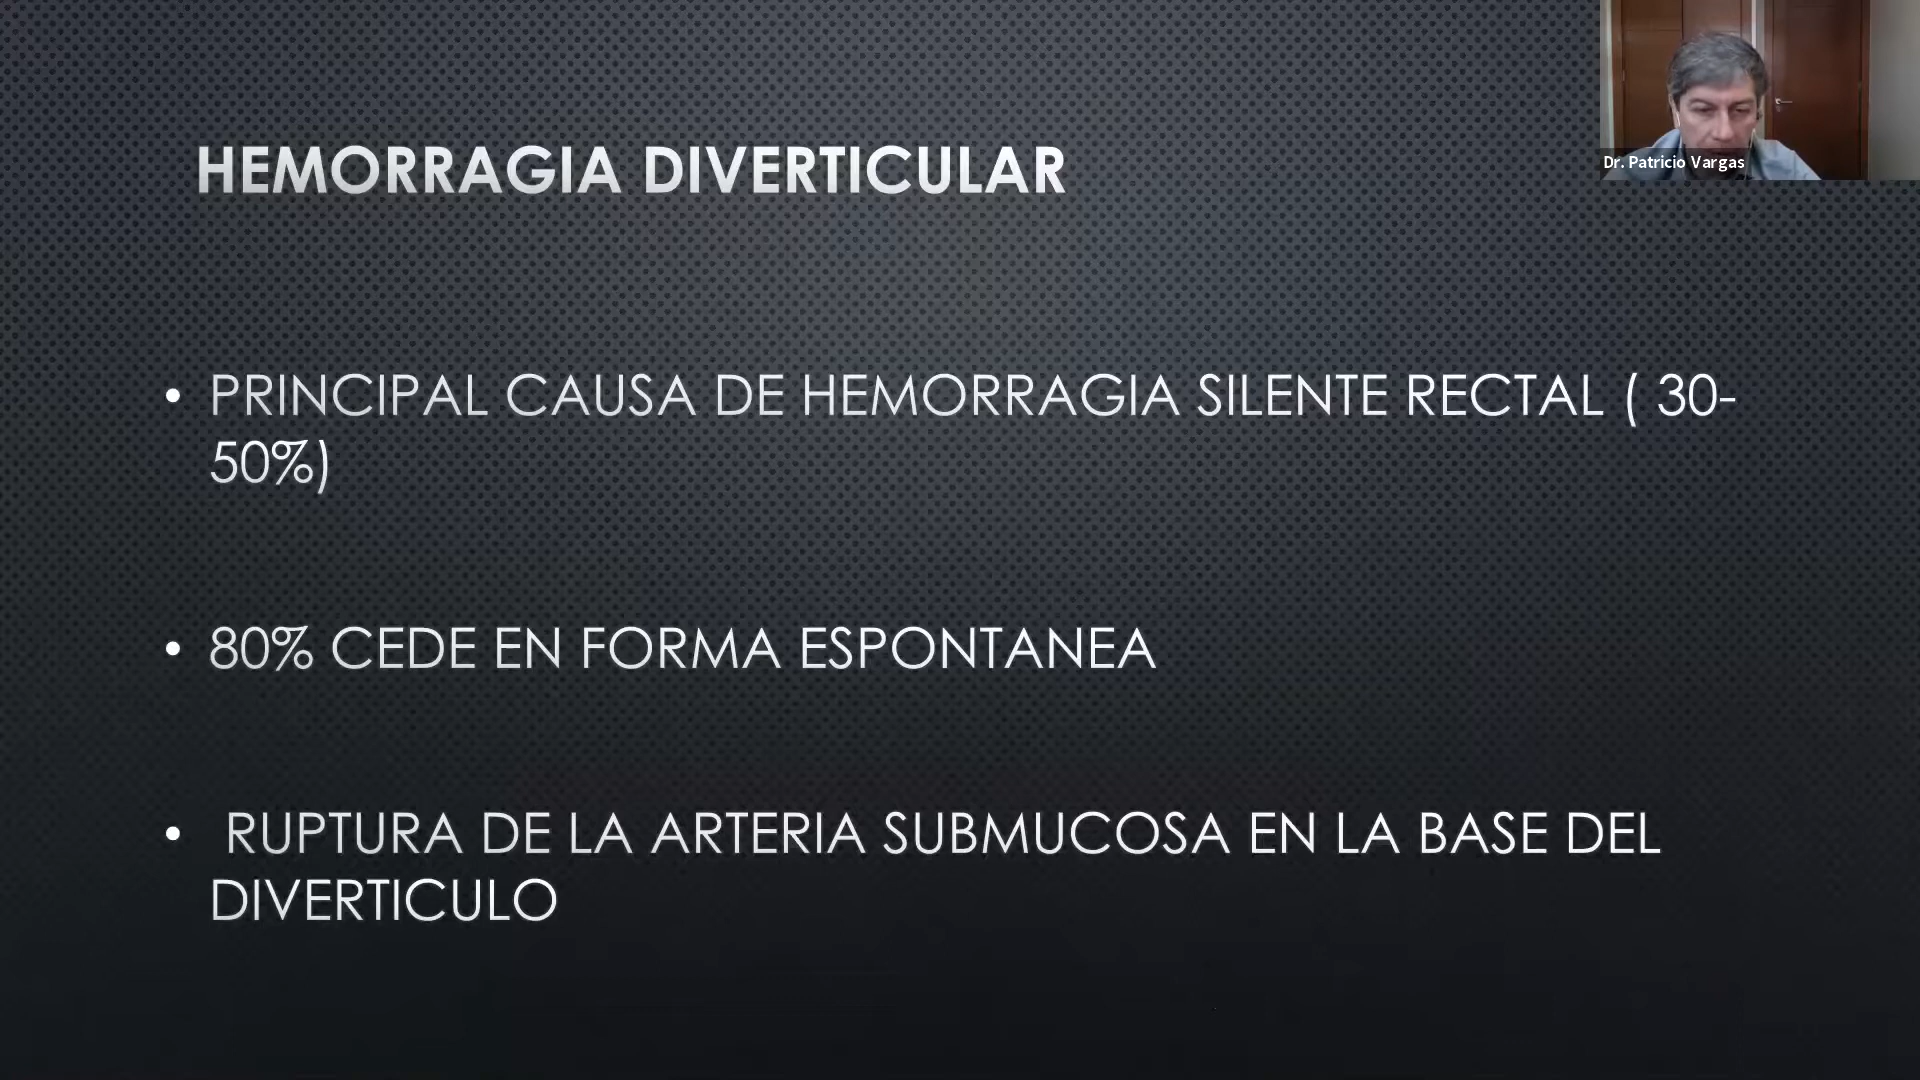 Dr. Patricio Vargas
HEMORRAGIA DIVERTICULAR
• PRINCIPAL CAUSA DE HEMORRAGIA SILENTE RECTAL ( 30-
50%)
• 80% CEDE EN FORMA ESPONTANEA
• RUPTURA DE LA ARTERIA SUBMUCOSA EN LA BASE DEL
DIVERTICULO